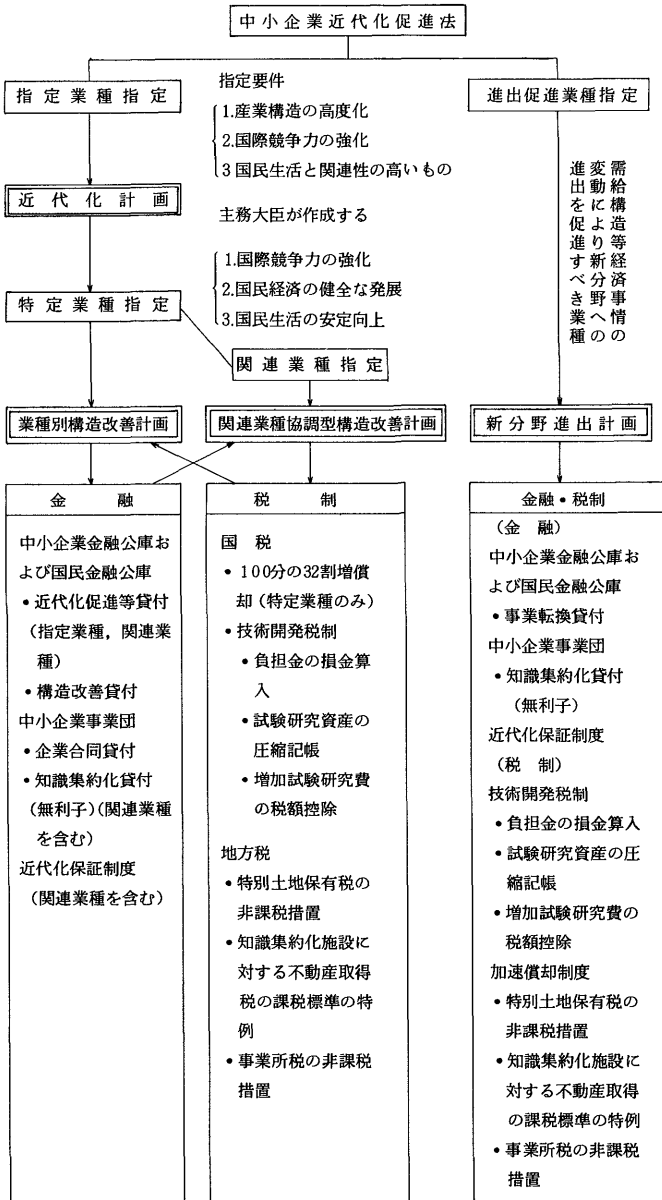 中小企業近代化促進法
指定業種指定
指定要件
1.産業構造の高度化
2.国際競争力の強化
3 国民生活と関連性の高いもの
進出促進業種指定
需給構造等経済事情の
変動により新分野への
進出を促進すべき業種
近代化計画
主務大臣が作成する
特定業種指定
1.国際競争力の強化
2.国民経済の健全な発展
3.国民生活の安定向上
関連業種指定
業種別構造改善計画
関連業種協調型構造改善計画
新分野進出計画
金　融
中小企業金融公庫お
よび国民金融公庫
•近代化促進等貸付
(指定業種，関連業
種)
•構造改善貸付
中小企業事業団
•企業合同貸付
•知識集約化貸付
(無利子)(関連業種
を含む)
近代化保証制度
(関連業種を含む)
税　制
国　税
•100分の32割増償
却(特定業種のみ)
•技術開発税制
•負担金の損金算
入
•試験研究資産の
圧縮記帳
•増加試験研究費
の税額控除
地方税
•特別土地保有税の
非課税措置
•知識集約化施設に
対する不動産取得
税の課税標準の特
例
•事業所税の非課税
措置
金融・税制
(金　融)
中小企業金融公庫お
よび国民金融公庫
•事業転換貸付
中小企業事業団
•知識集約化貸付
(無利子)
近代化保証制度
(税　制)
技術開発税制
•負担金の損金算入
•試験研究資産の圧
縮記帳
•増加試験研究費の
税額控除
加速償却制度
•特別土地保有税の
非課税措置
•知識集約化施設に
対する不動産取得
の課税標準の特例
•事業所税の非課税
措置